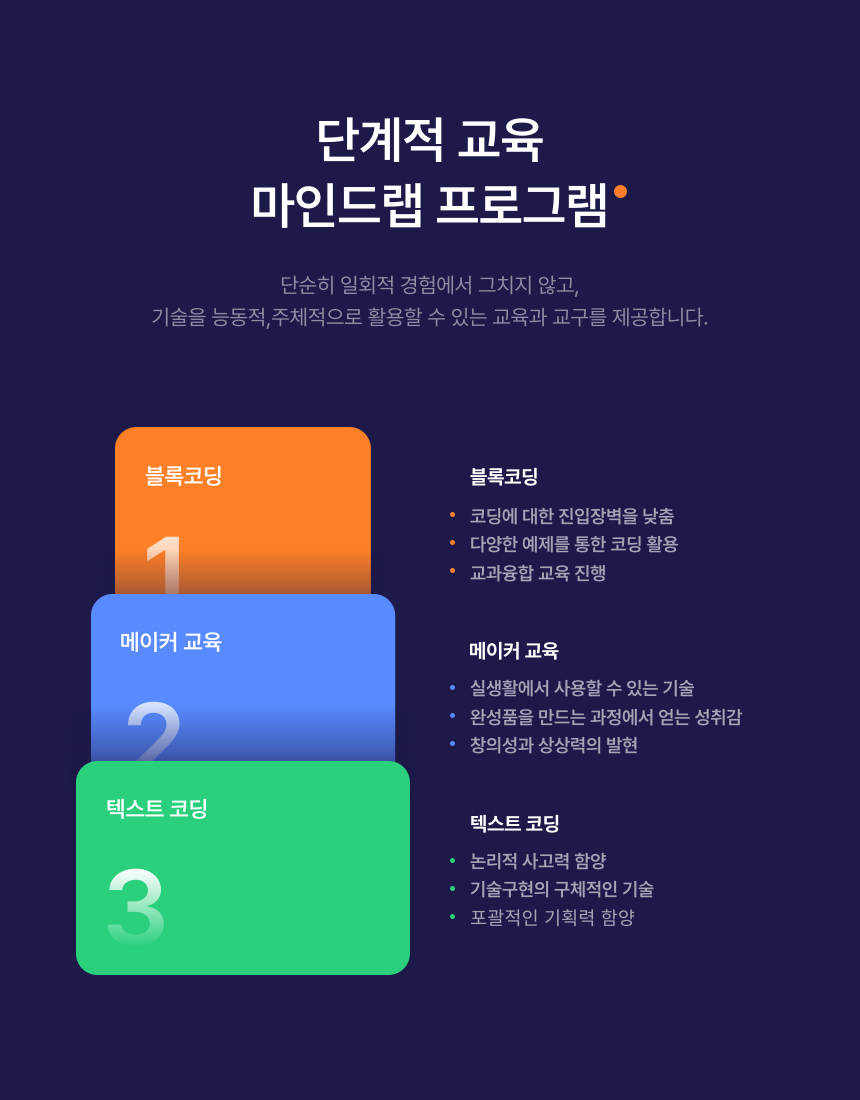 단계적 교육
마인드랩 프로그램
단순히 일회적 경험에서 그치지 않고,
기술을 능동적,주체적으로 활용할 수 있는 교육과 교구를 제공합니다.
블록코딩
1
블록코딩
코딩에 대한 진입장벽을 낮춤
다양한 예제를 통한 코딩 활용
교과융합 교육 진행
메이커 교육
2
메이커 교육
실생활에서 사용할 수 있는 기술
완성품을 만드는 과정에서 얻는 성취감
창의성과 상상력의 발현
텍스트 코딩
3
텍스트 코딩
논리적 사고력 함양
기술구현의 구체적인 기술
포괄적인 기획력 함양